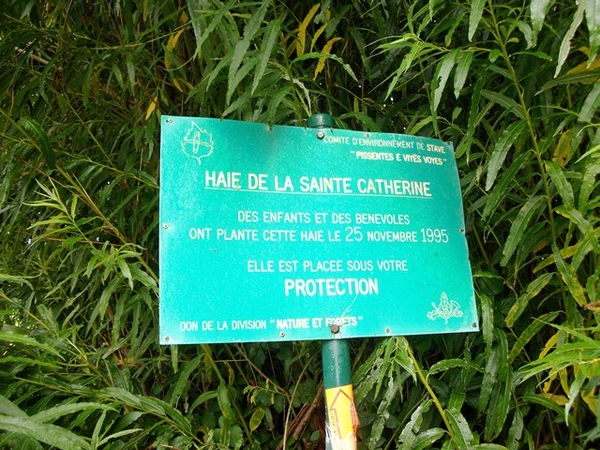 COMITE D'ENVIRONNEMENT DE STAVE
"PISSENTES E VIYÈS VOYES"
HAIE DE LA SAINTE CATHERINE
DES ENFANTS ET DES BENEVOLES
ONT PLANTE CETTE HAIE LE 25 NOVEMBRE 1995
ELLE EST PLACEE SOUS VOTRE
PROTECTION
DON DE LA DIVISION "NATURE ET FORETS"